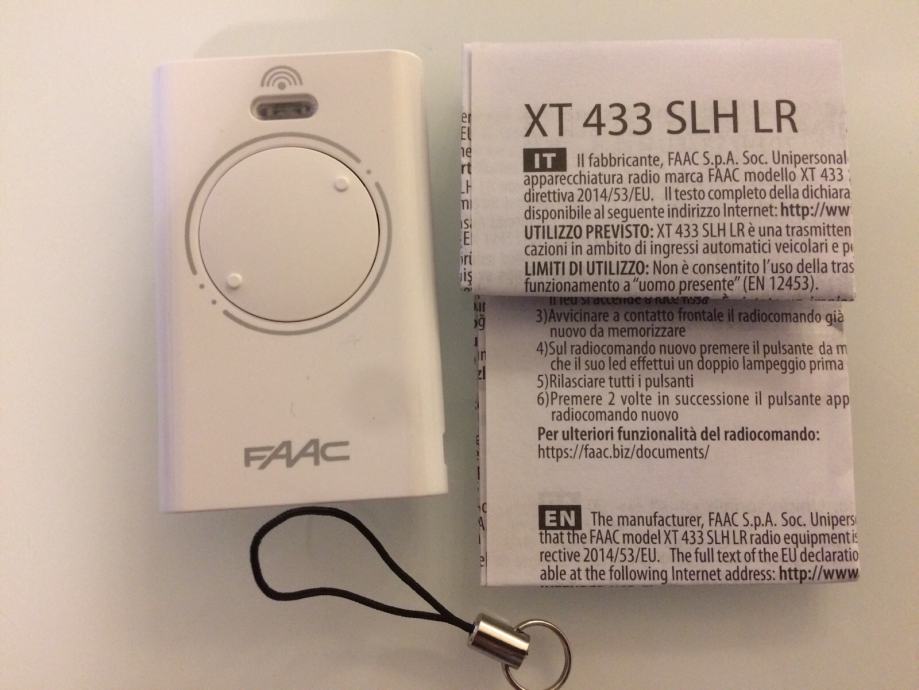 FAAC
XT 433 SLH LR
IT Il fabbricante, FAAC S.p.A. Soc. Unipersonal
apparecchiatura radio marca FAAC modello XT 433
direttiva 2014/53/EU. Il testo completo della dichiara
disponibile al seguente indirizzo Internet: http://ww
UTILIZZO PREVISTO: XT 433 SLH LR è una trasmitten
cazioni in ambito di ingressi automatici veicolari e
LIMITI DI UTILIZZO: Non è consentito l'uso della tras
funzionamento a "uomo presente" (EN 12453).
3)Avvicinare a contatto frontale il radiocomando già
nuovo da memorizzare
4)Sul radiocomando nuovo premere il pulsante da m
che il suo led effettui un doppio lampeggio prima
5)Rilasciare tutti i pulsanti
6)Premere 2 volte in successione il pulsante app
radiocomando nuovo
Per ulteriori funzionalità del radiocomando:
https://faac.biz/documents/
EN The manufacturer, FAAC S.p.A. Soc. Unipers
that the FAAC model XT 433 SLH LR radio equipment is
rective 2014/53/EU. The full text of the EU declaratio
able at the following Internet address: http://www